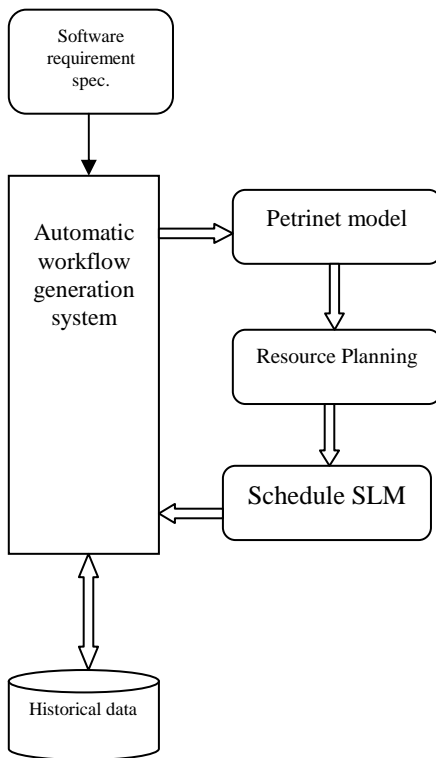 Software
requirement
spec.
Automatic
workflow
generation
system
Petrinet model
Resource Planning
Schedule SLM
Historical data